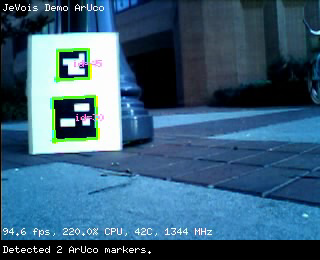 JeVois Demo ArUco
94.6 fps, 220.0% CPU, 42C, 1344 MHz
Detected 2 ArUco markers.